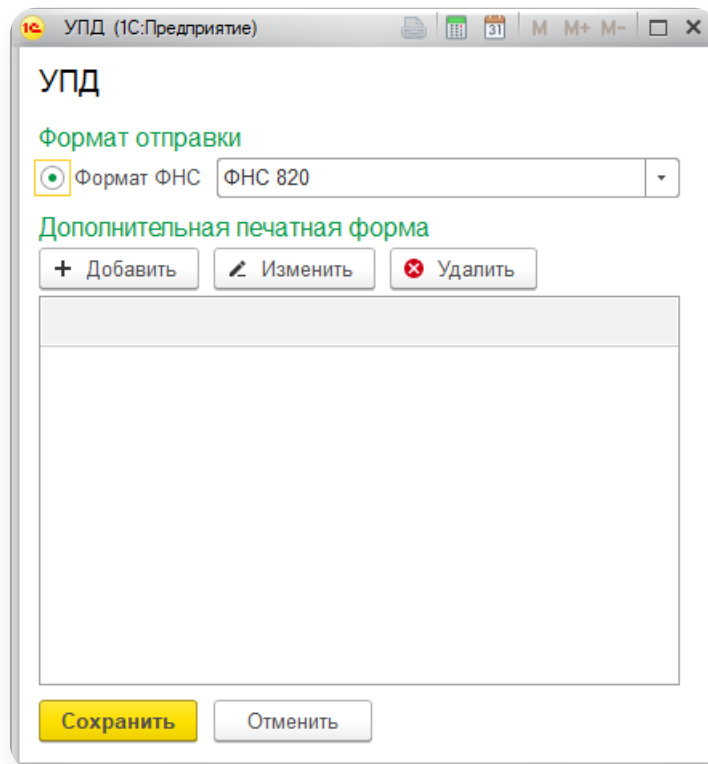 1С УПД (1С:Предприятие) 31 M M+ M-
УПД
Формат отправки
Формат ФНС ФНС 820
Дополнительная печатная форма
+ Добавить Изменить Удалить
Сохранить Отменить